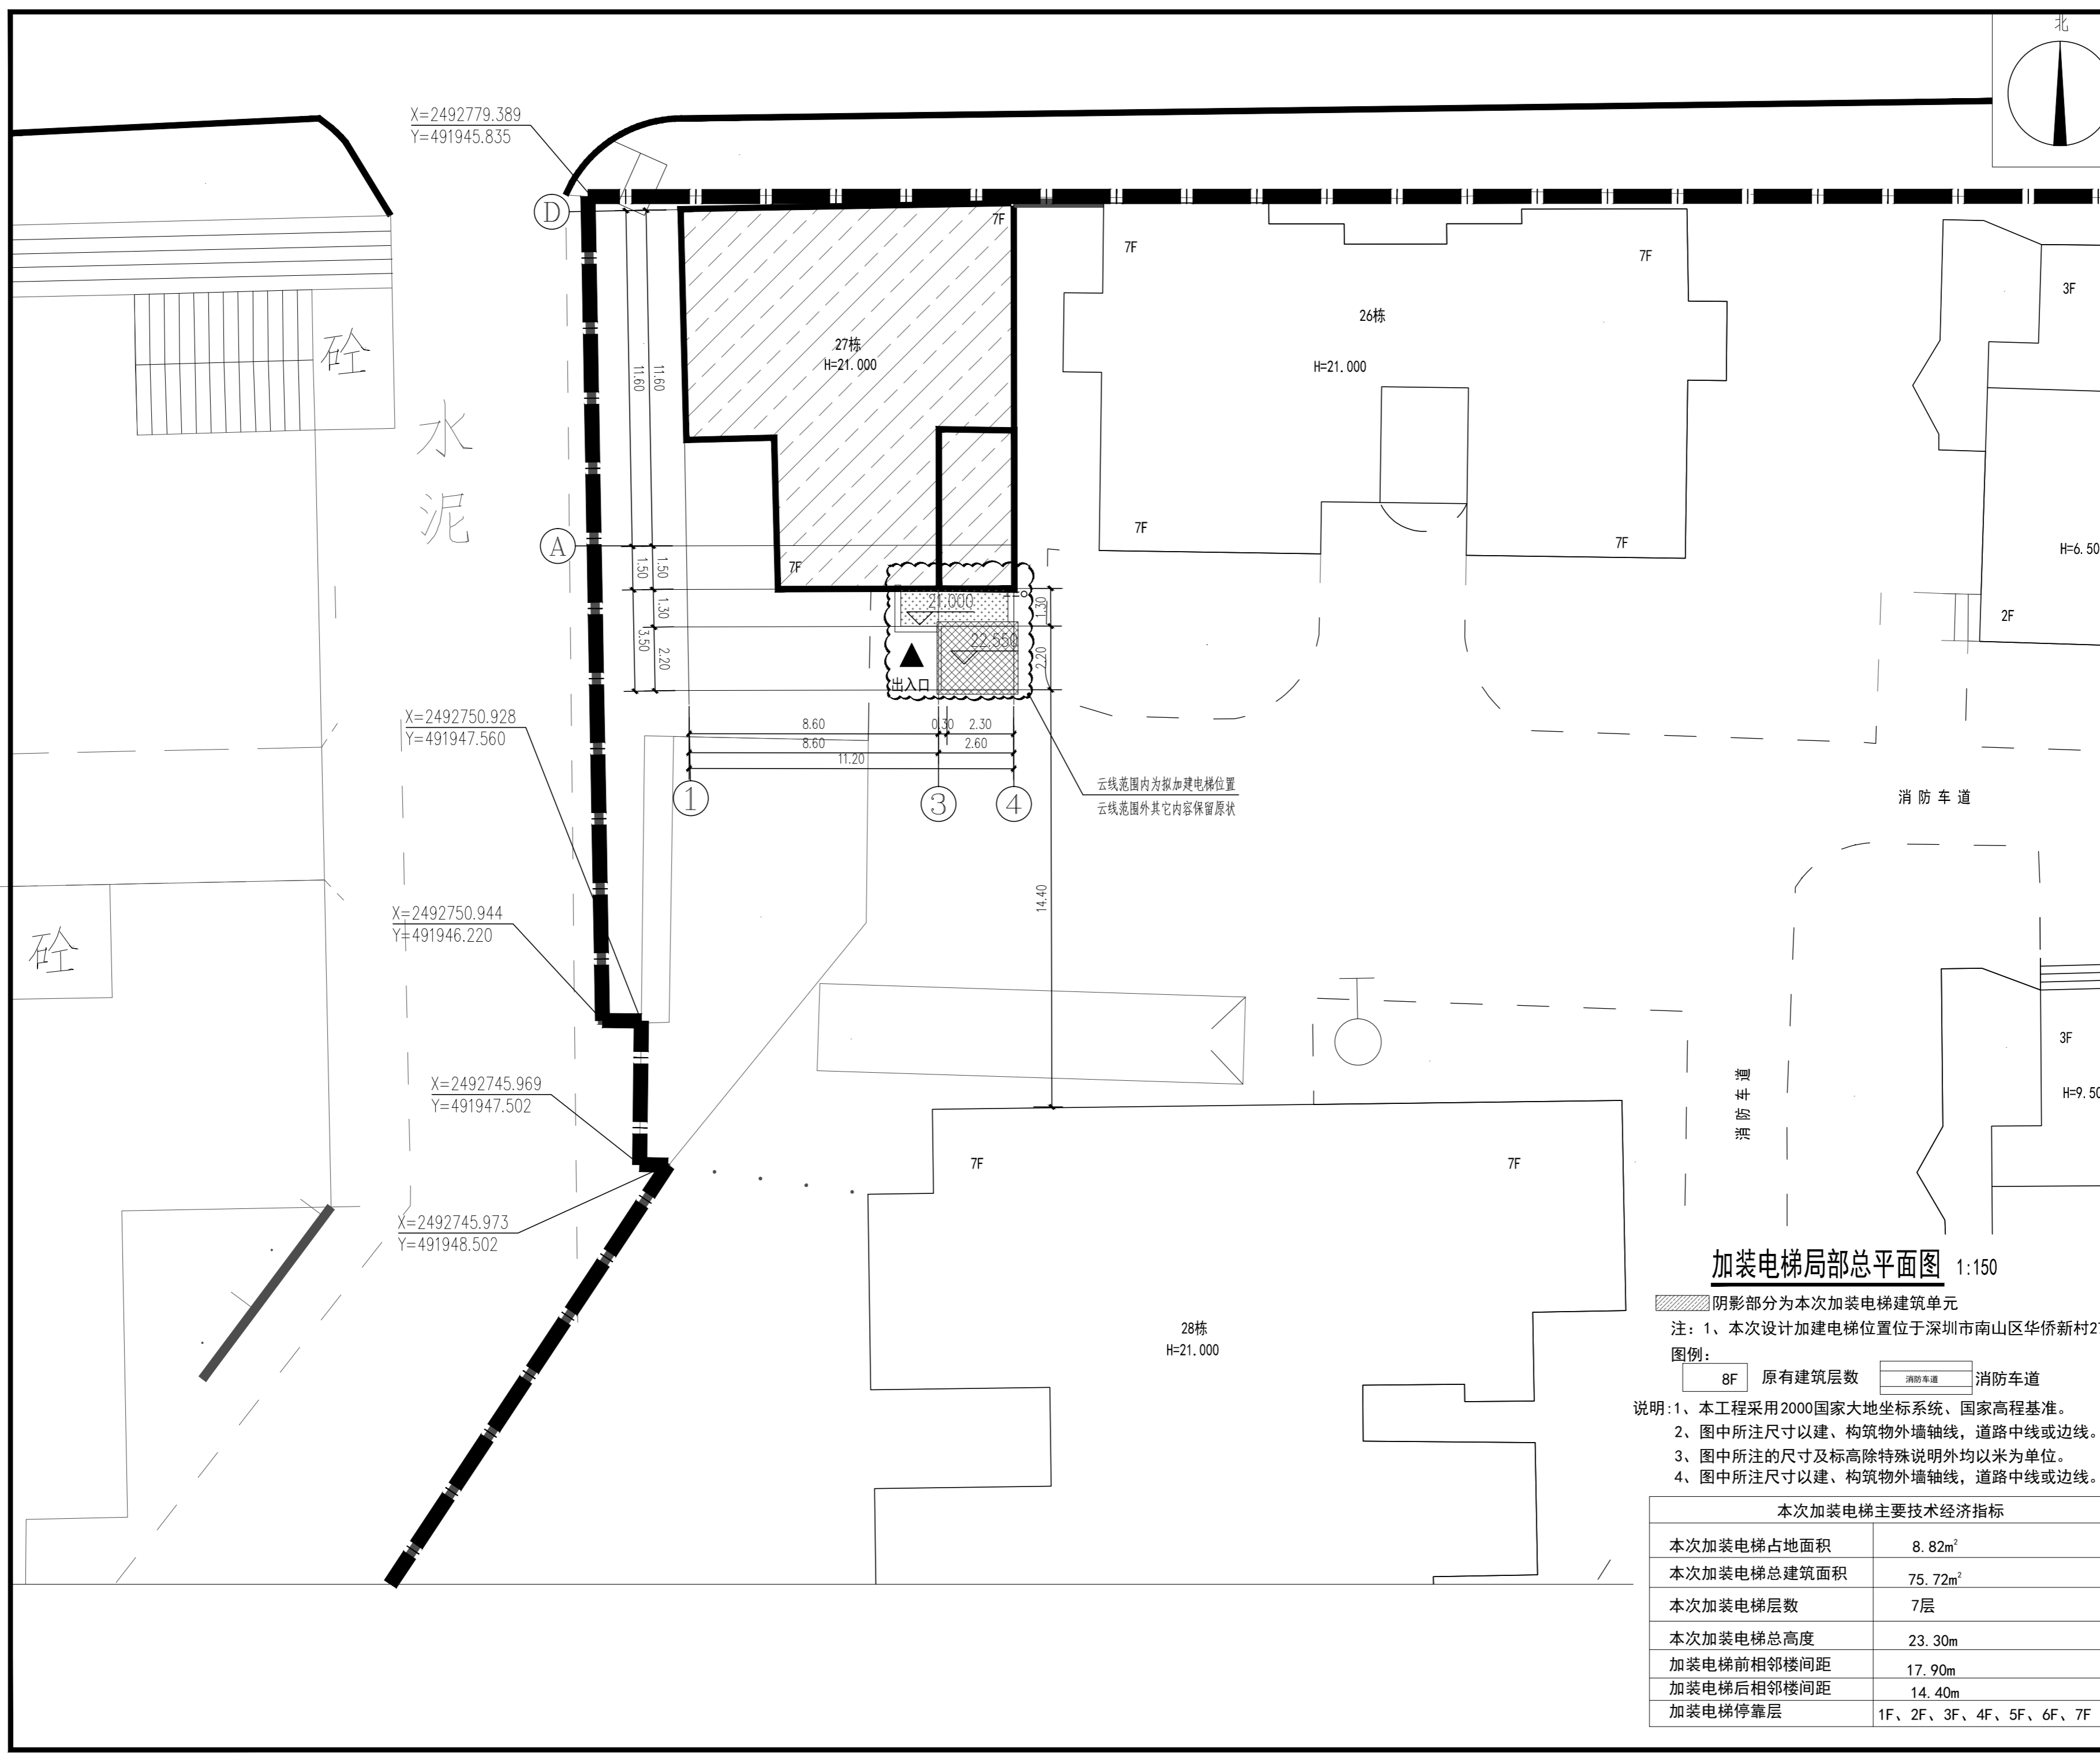 北
X=2492779.389
Y=491945.835
D
7F
7F
7F
3F
27栋
H=21.000
26栋
H=21.000
砼
水
泥
11.60
11.60
A
7F
7F
7F
H=6.50
2F
1.50
1.50
1.30
3.50
2.20
21.000
22.550
出入口
1.30
2.20
X=2492750.928
Y=491947.560
8.60
0.30
2.30
8.60
2.60
11.20
1
3
4
云线范围内为拟加建电梯位置
云线范围外其它内容保留原状
消防车道
14.40
X=2492750.944
Y=491946.220
砼
X=2492745.969
Y=491947.502
消防车道
3F
H=9.50
7F
7F
X=2492745.973
Y=491948.502
28栋
H=21.000
加装电梯局部总平面图 1:150
阴影部分为本次加装电梯建筑单元
注：1、本次设计加建电梯位置位于深圳市南山区华侨新村2
图例：
8F 原有建筑层数 消防车道 消防车道
说明:1、本工程采用2000国家大地坐标系统、国家高程基准。
2、图中所注尺寸以建、构筑物外墙轴线，道路中线或边线。
3、图中所注的尺寸及标高除特殊说明外均以米为单位。
4、图中所注尺寸以建、构筑物外墙轴线，道路中线或边线。
本次加装电梯主要技术经济指标
本次加装电梯占地面积 8.82m²
本次加装电梯总建筑面积 75.72m²
本次加装电梯层数 7层
本次加装电梯总高度 23.30m
加装电梯前相邻楼间距 17.90m
加装电梯后相邻楼间距 14.40m
加装电梯停靠层 1F、2F、3F、4F、5F、6F、7F